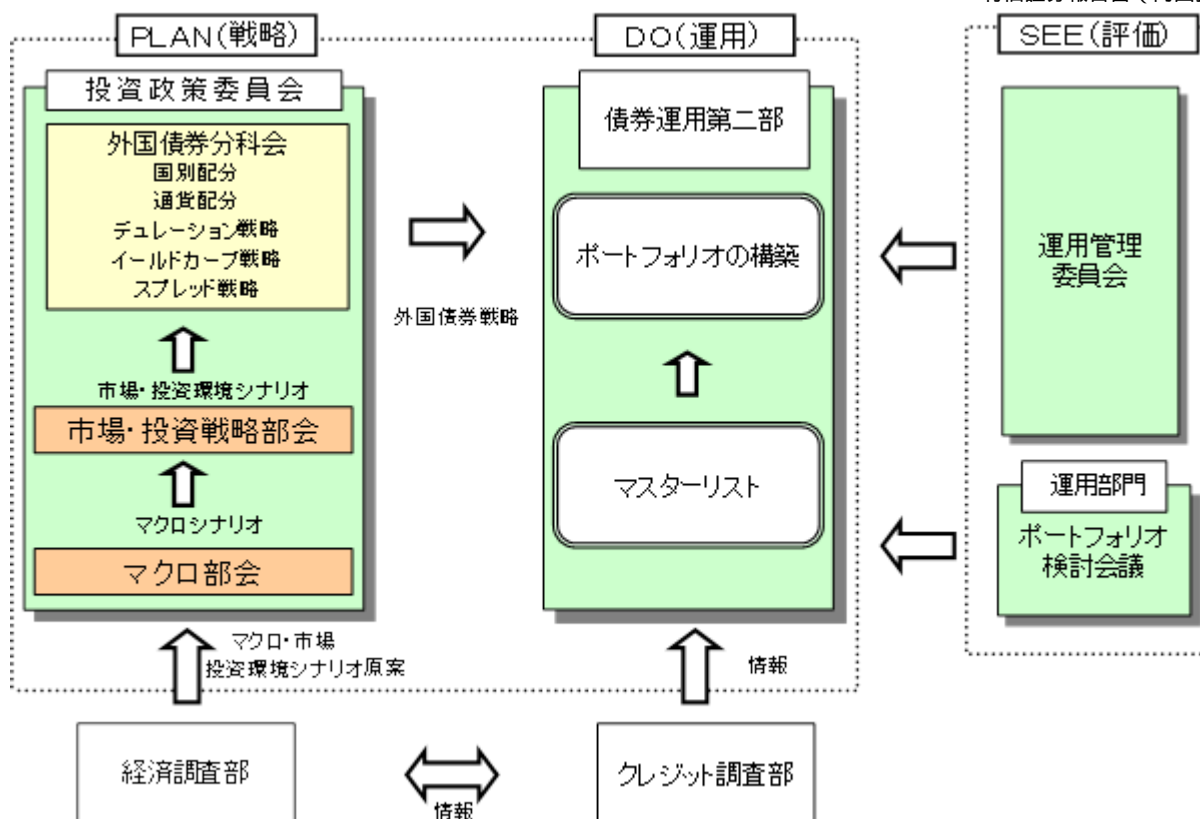 PLAN(戦略)
投資政策委員会
外国債券分科会
国別配分
通貨配分
デュレーション戦略
イールドカーブ戦略
スプレッド戦略
市場・投資環境シナリオ
市場・投資戦略部会
マクロシナリオ
マクロ部会
マクロ・市場
投資環境シナリオ原案
経済調査部
情報
外国債券戦略
DO(運用)
債券運用第二部
ポートフォリオの構築
マスターリスト
情報
クレジット調査部
SEE(評価)
運用管理
委員会
運用部門
ポートフォリオ
検討会議